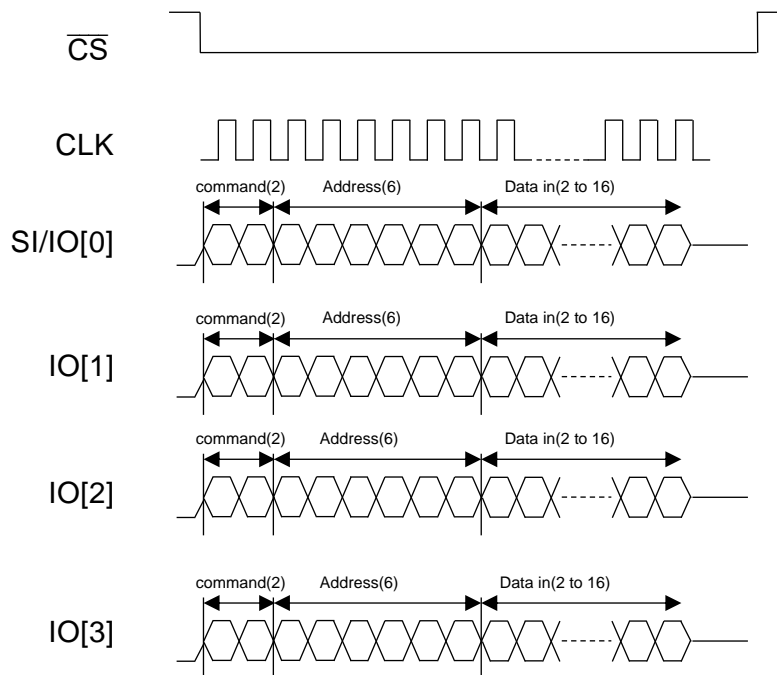 C̅S̅
CLK
command(2) Address(6) Data in(2 to 16)
SI/IO[0]
command(2) Address(6) Data in(2 to 16)
IO[1]
command(2) Address(6) Data in(2 to 16)
IO[2]
command(2) Address(6) Data in(2 to 16)
IO[3]